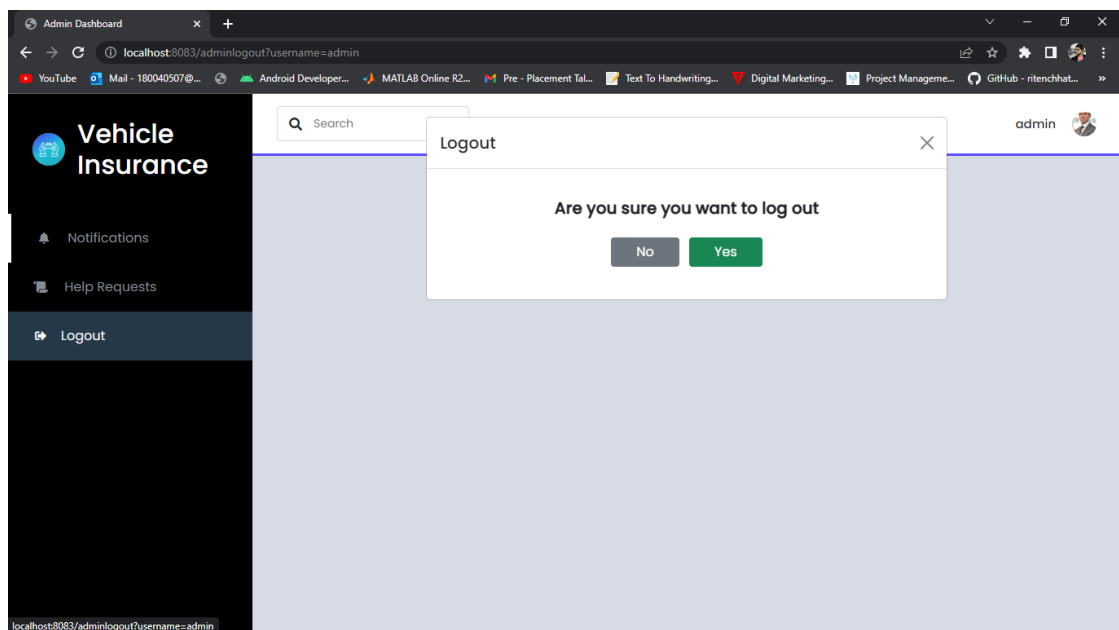 Admin Dashboard
localhost:8083/adminlogout?username=admin
YouTube Mail - 180040507@... Android Developer... MATLAB Online R2... Pre - Placement Tal... Text To Handwriting... Digital Marketing... Project Manageme... GitHub - ritenchhat... »
Vehicle
Insurance
Search
admin
Logout
Are you sure you want to log out
No Yes
Notifications
Help Requests
Logout
localhost:8083/adminlogout?username=admin